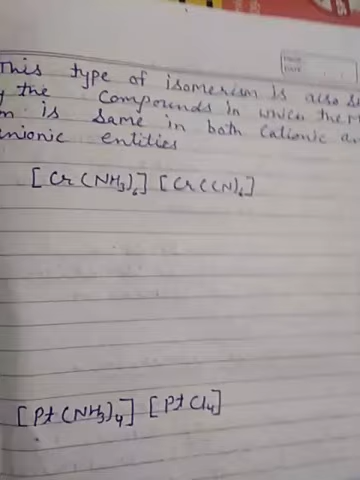 This type of isomerism is also
the compounds in which the
is same in both cationic
entities
[Cr(NH3)6] [Cr(CN)6]
[Pt(NH3)4] [PtCl4]